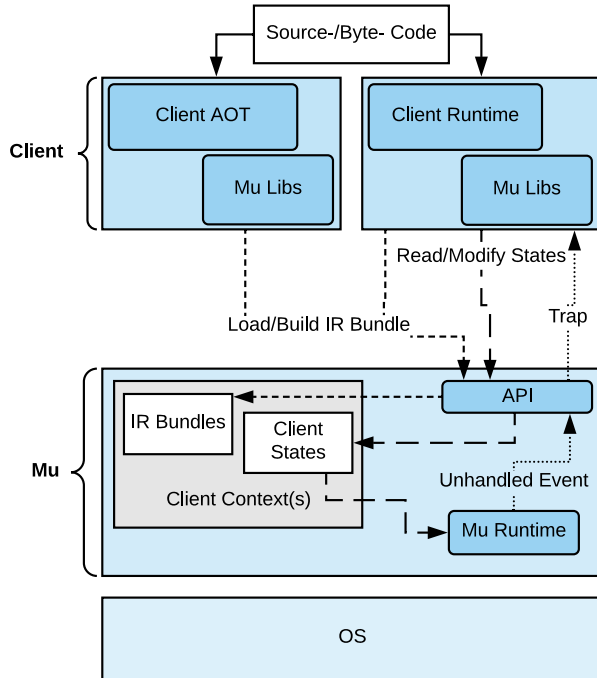 Source-/Byte- Code
Client AOT
Client Runtime
Client
Mu Libs
Mu Libs
Read/Modify States
Load/Build IR Bundle
Trap
API
IR Bundles
Client
States
Mu
Unhandled Event
Client Context(s)
Mu Runtime
OS